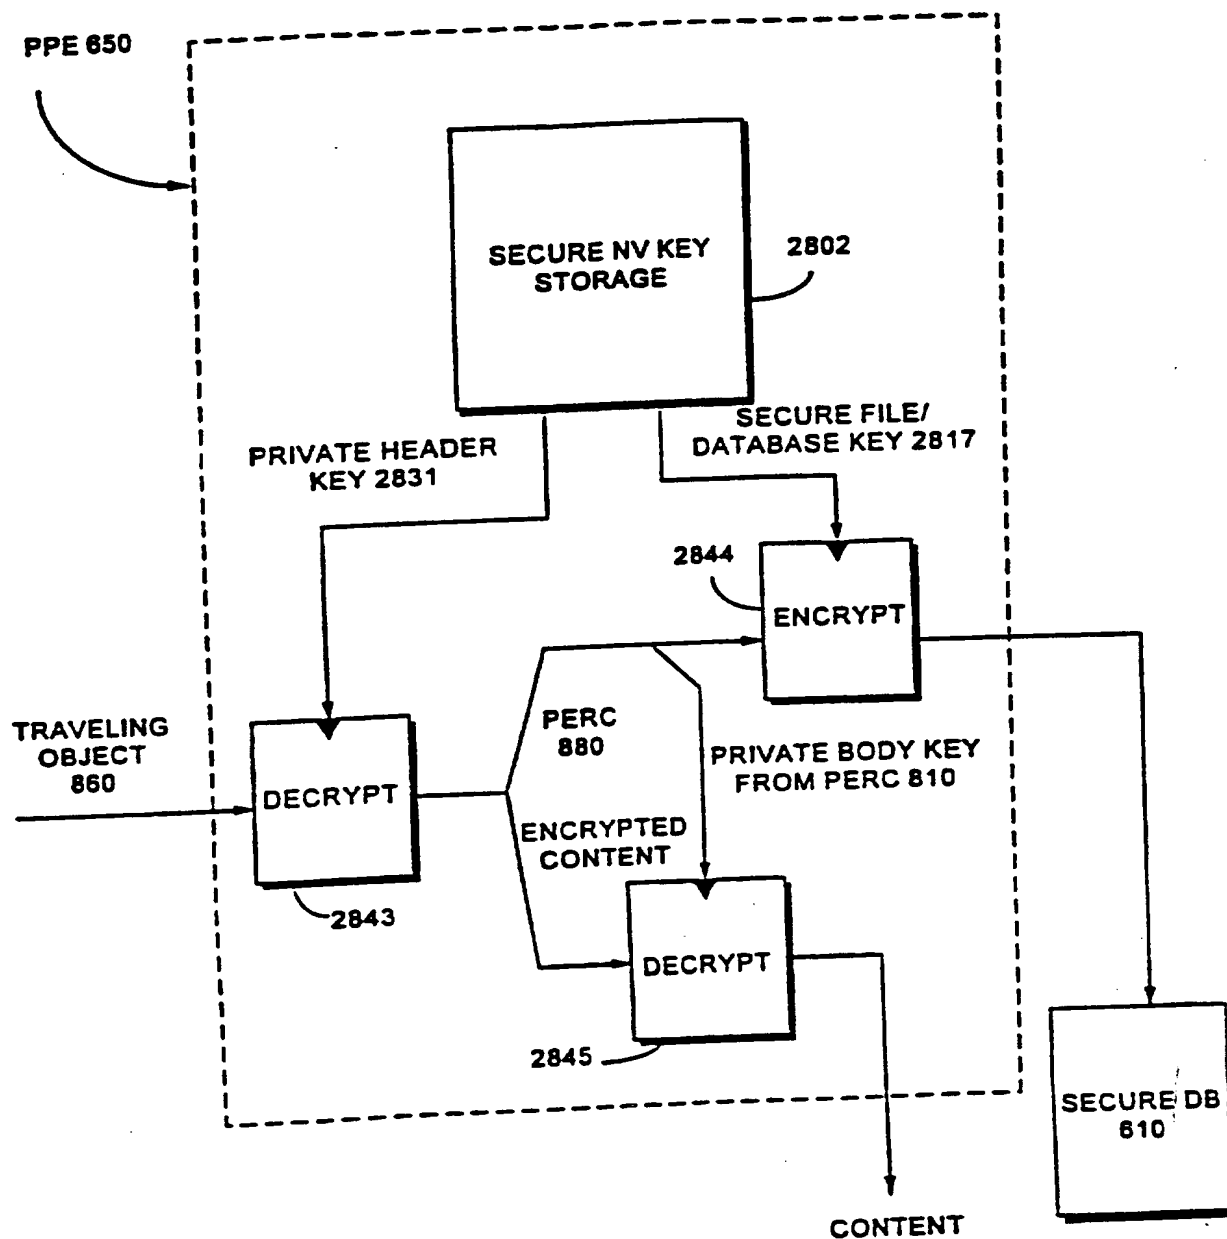 PPE 650
SECURE NV KEY
STORAGE
2802
PRIVATE HEADER
KEY 2831
SECURE FILE/
DATABASE KEY 2817
2844
ENCRYPT
TRAVELING
OBJECT
860
DECRYPT
2843
PERC
880
PRIVATE BODY KEY
FROM PERC 810
ENCRYPTED
CONTENT
DECRYPT
2845
SECURE DB
610
CONTENT